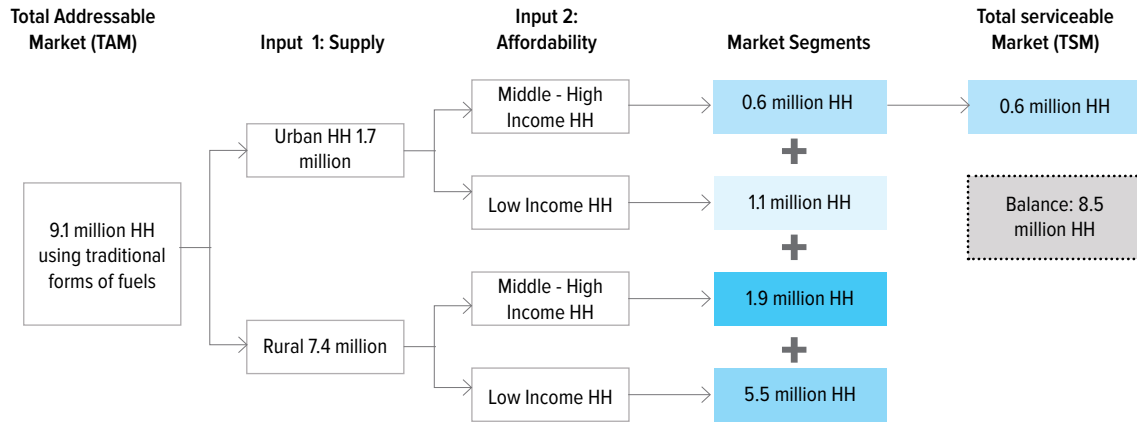 Total Addressable
Market (TAM)
Input 1: Supply
Input 2:
Affordability
Market Segments
Total serviceable
Market (TSM)
9.1 million HH
using traditional
forms of fuels
Urban HH 1.7
million
Rural 7.4 million
Middle - High
Income HH
Low Income HH
Middle - High
Income HH
Low Income HH
0.6 million HH
+
1.1 million HH
+
1.9 million HH
+
5.5 million HH
0.6 million HH
Balance: 8.5
million HH